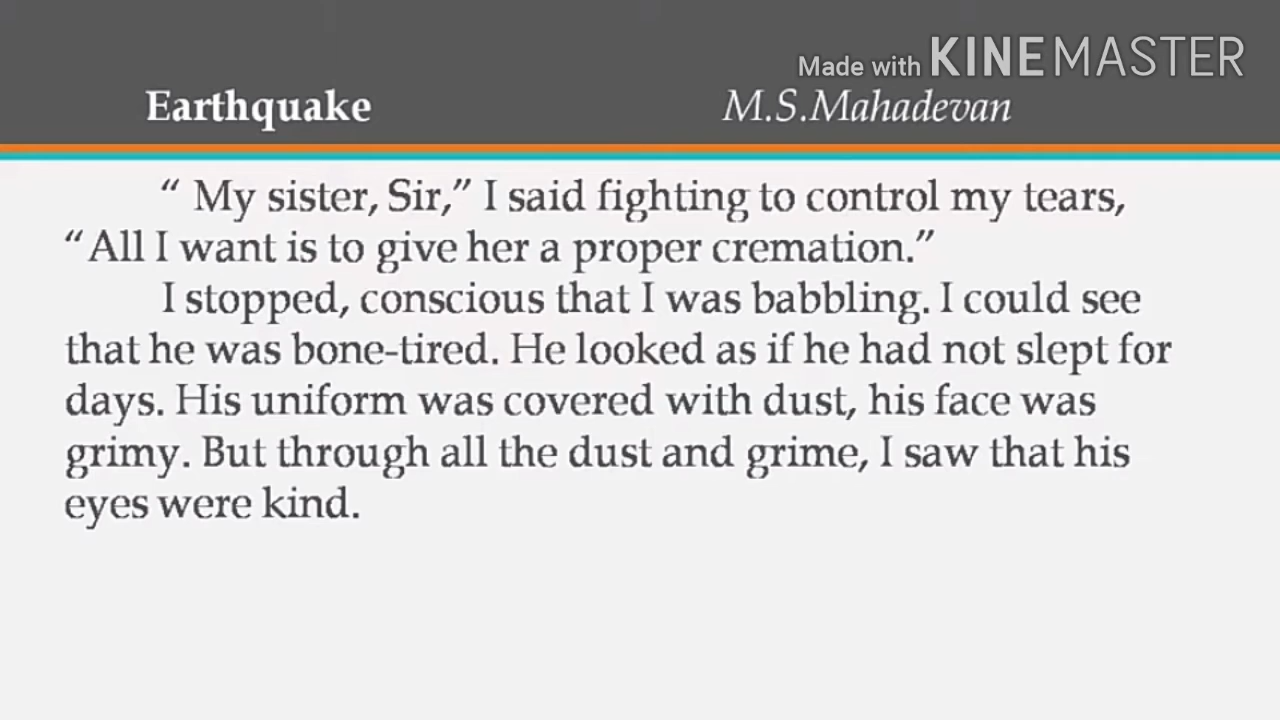 Made with KINEMASTER
Earthquake M.S.Mahadevan
“ My sister, Sir,” I said fighting to control my tears,
“All I want is to give her a proper cremation.”
I stopped, conscious that I was babbling. I could see
that he was bone-tired. He looked as if he had not slept for
days. His uniform was covered with dust, his face was
grimy. But through all the dust and grime, I saw that his
eyes were kind.